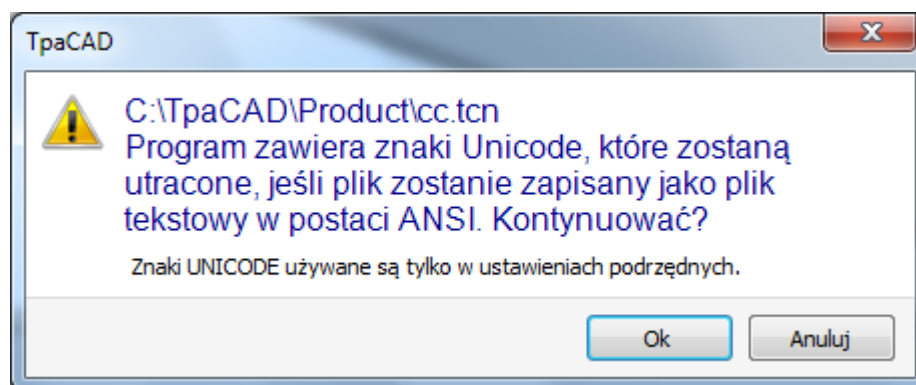 TpaCAD
C:\TpaCAD\Product\cc.tcn
Program zawiera znaki Unicode, które zostaną
utracone, jeśli plik zostanie zapisany jako plik
tekstowy w postaci ANSI. Kontynuować?
Znaki UNICODE używane są tylko w ustawieniach podrzędnych.
Ok
Anuluj